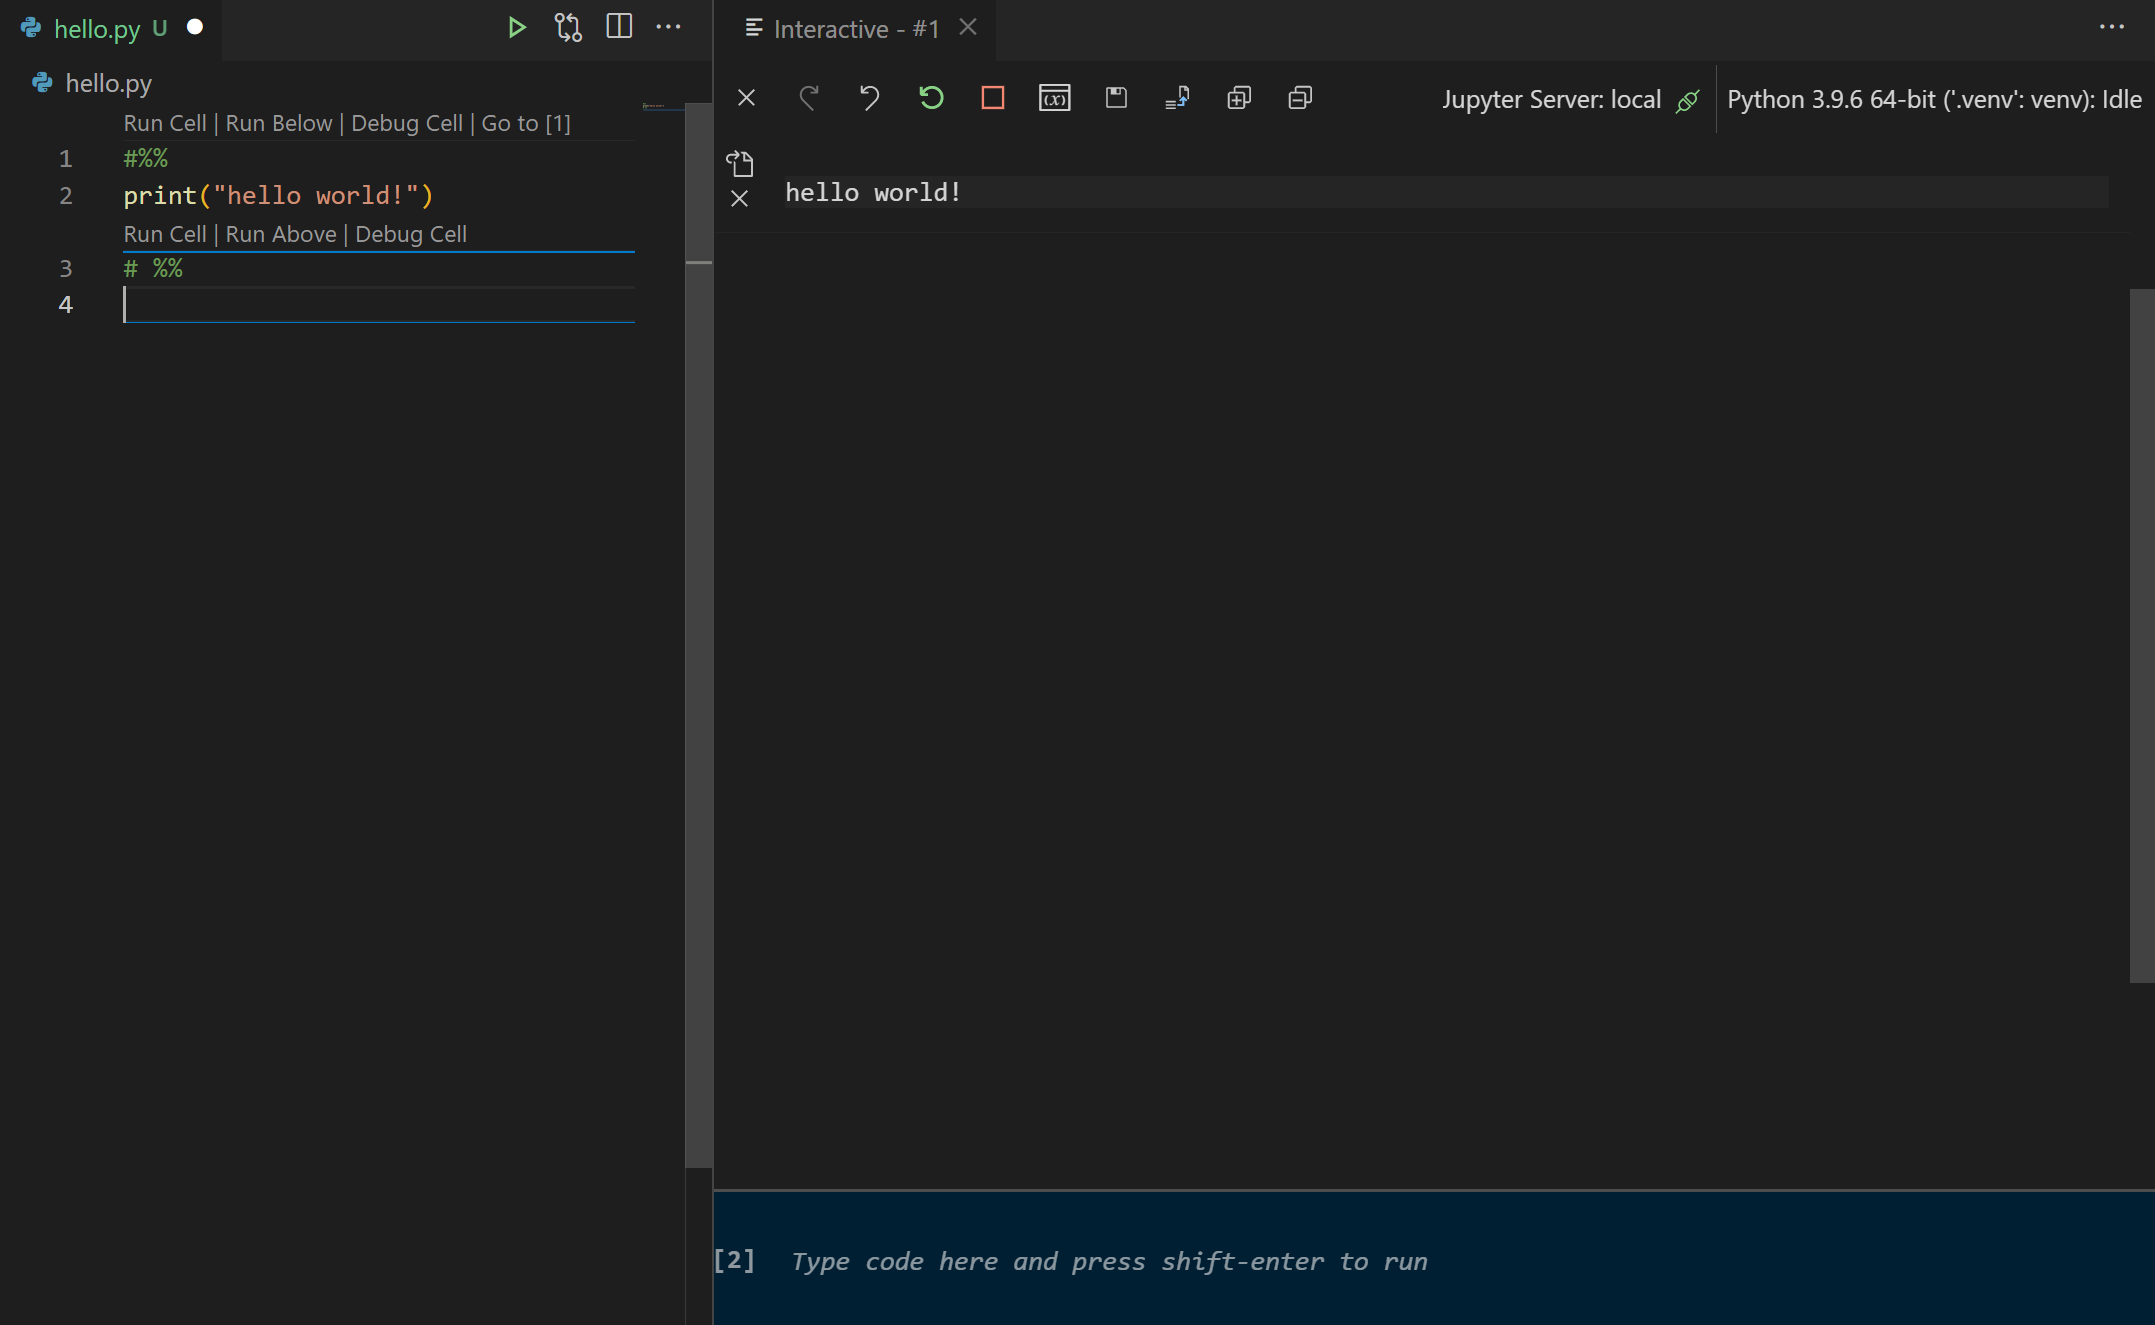 hello.py U
hello.py
Run Cell | Run Below | Debug Cell | Go to [1]
1 #%%
2 print("hello world!")
Run Cell | Run Above | Debug Cell
3 # %%
4
Interactive - #1
Jupyter Server: local
Python 3.9.6 64-bit ('.venv': venv): Idle
hello world!
[2] Type code here and press shift-enter to run